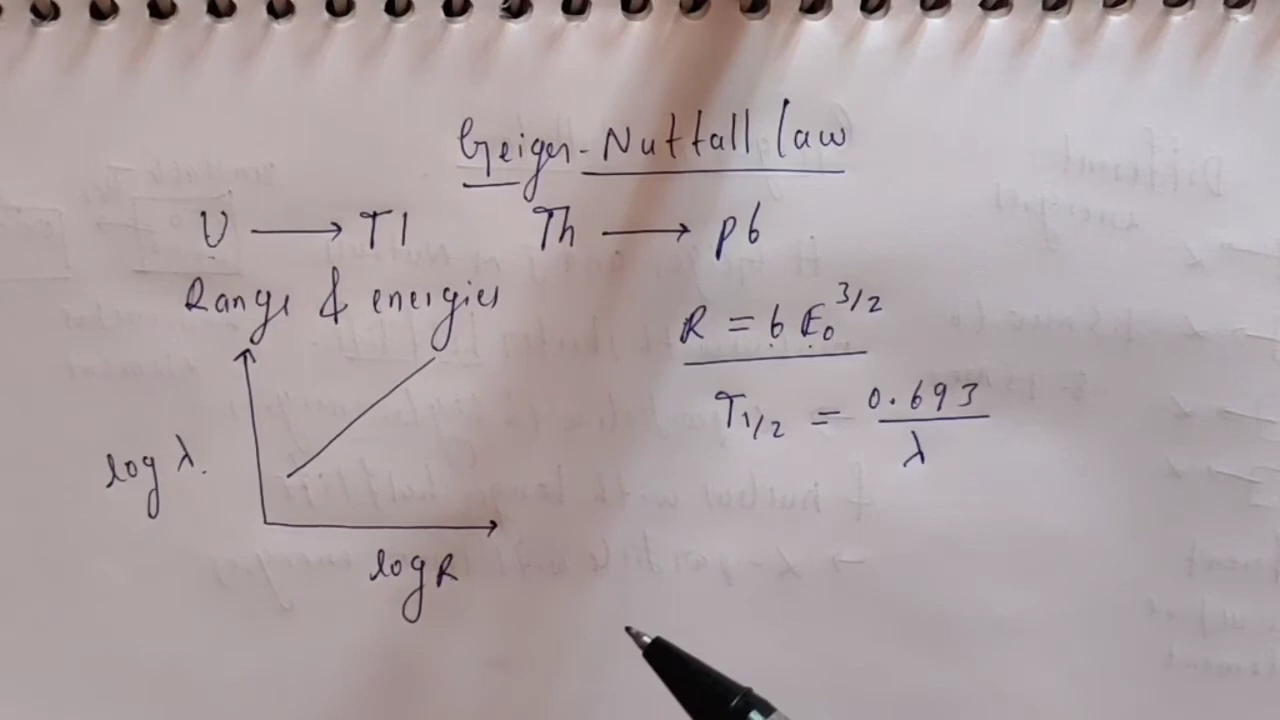 Geiger-Nuttall law
U → Tl Th → Pb
Range & energies
R = b E₀^3/2
T1/2 = 0.693/λ
log λ.
log R